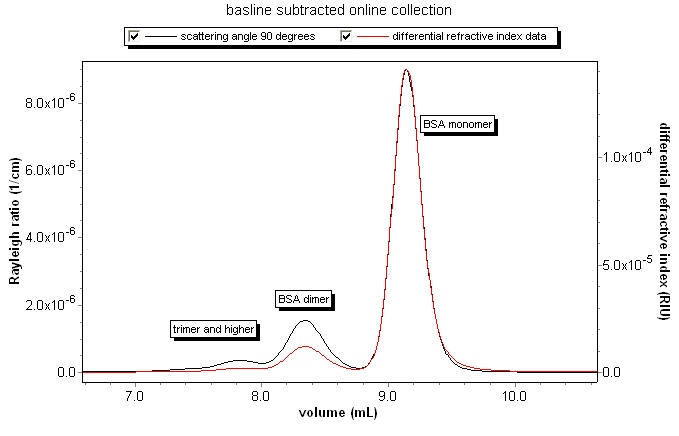 basline subtracted online collection
scattering angle 90 degrees differential refractive index data
8.0x10-6
6.0x10-6
4.0x10-6
2.0x10-6
0.0
Rayleigh ratio (1/cm)
BSA monomer
BSA dimer
trimer and higher
1.0x10-4
5.0x10-5
0.0
differential refractive index (RIU)
7.0 8.0 9.0 10.0
volume (mL)